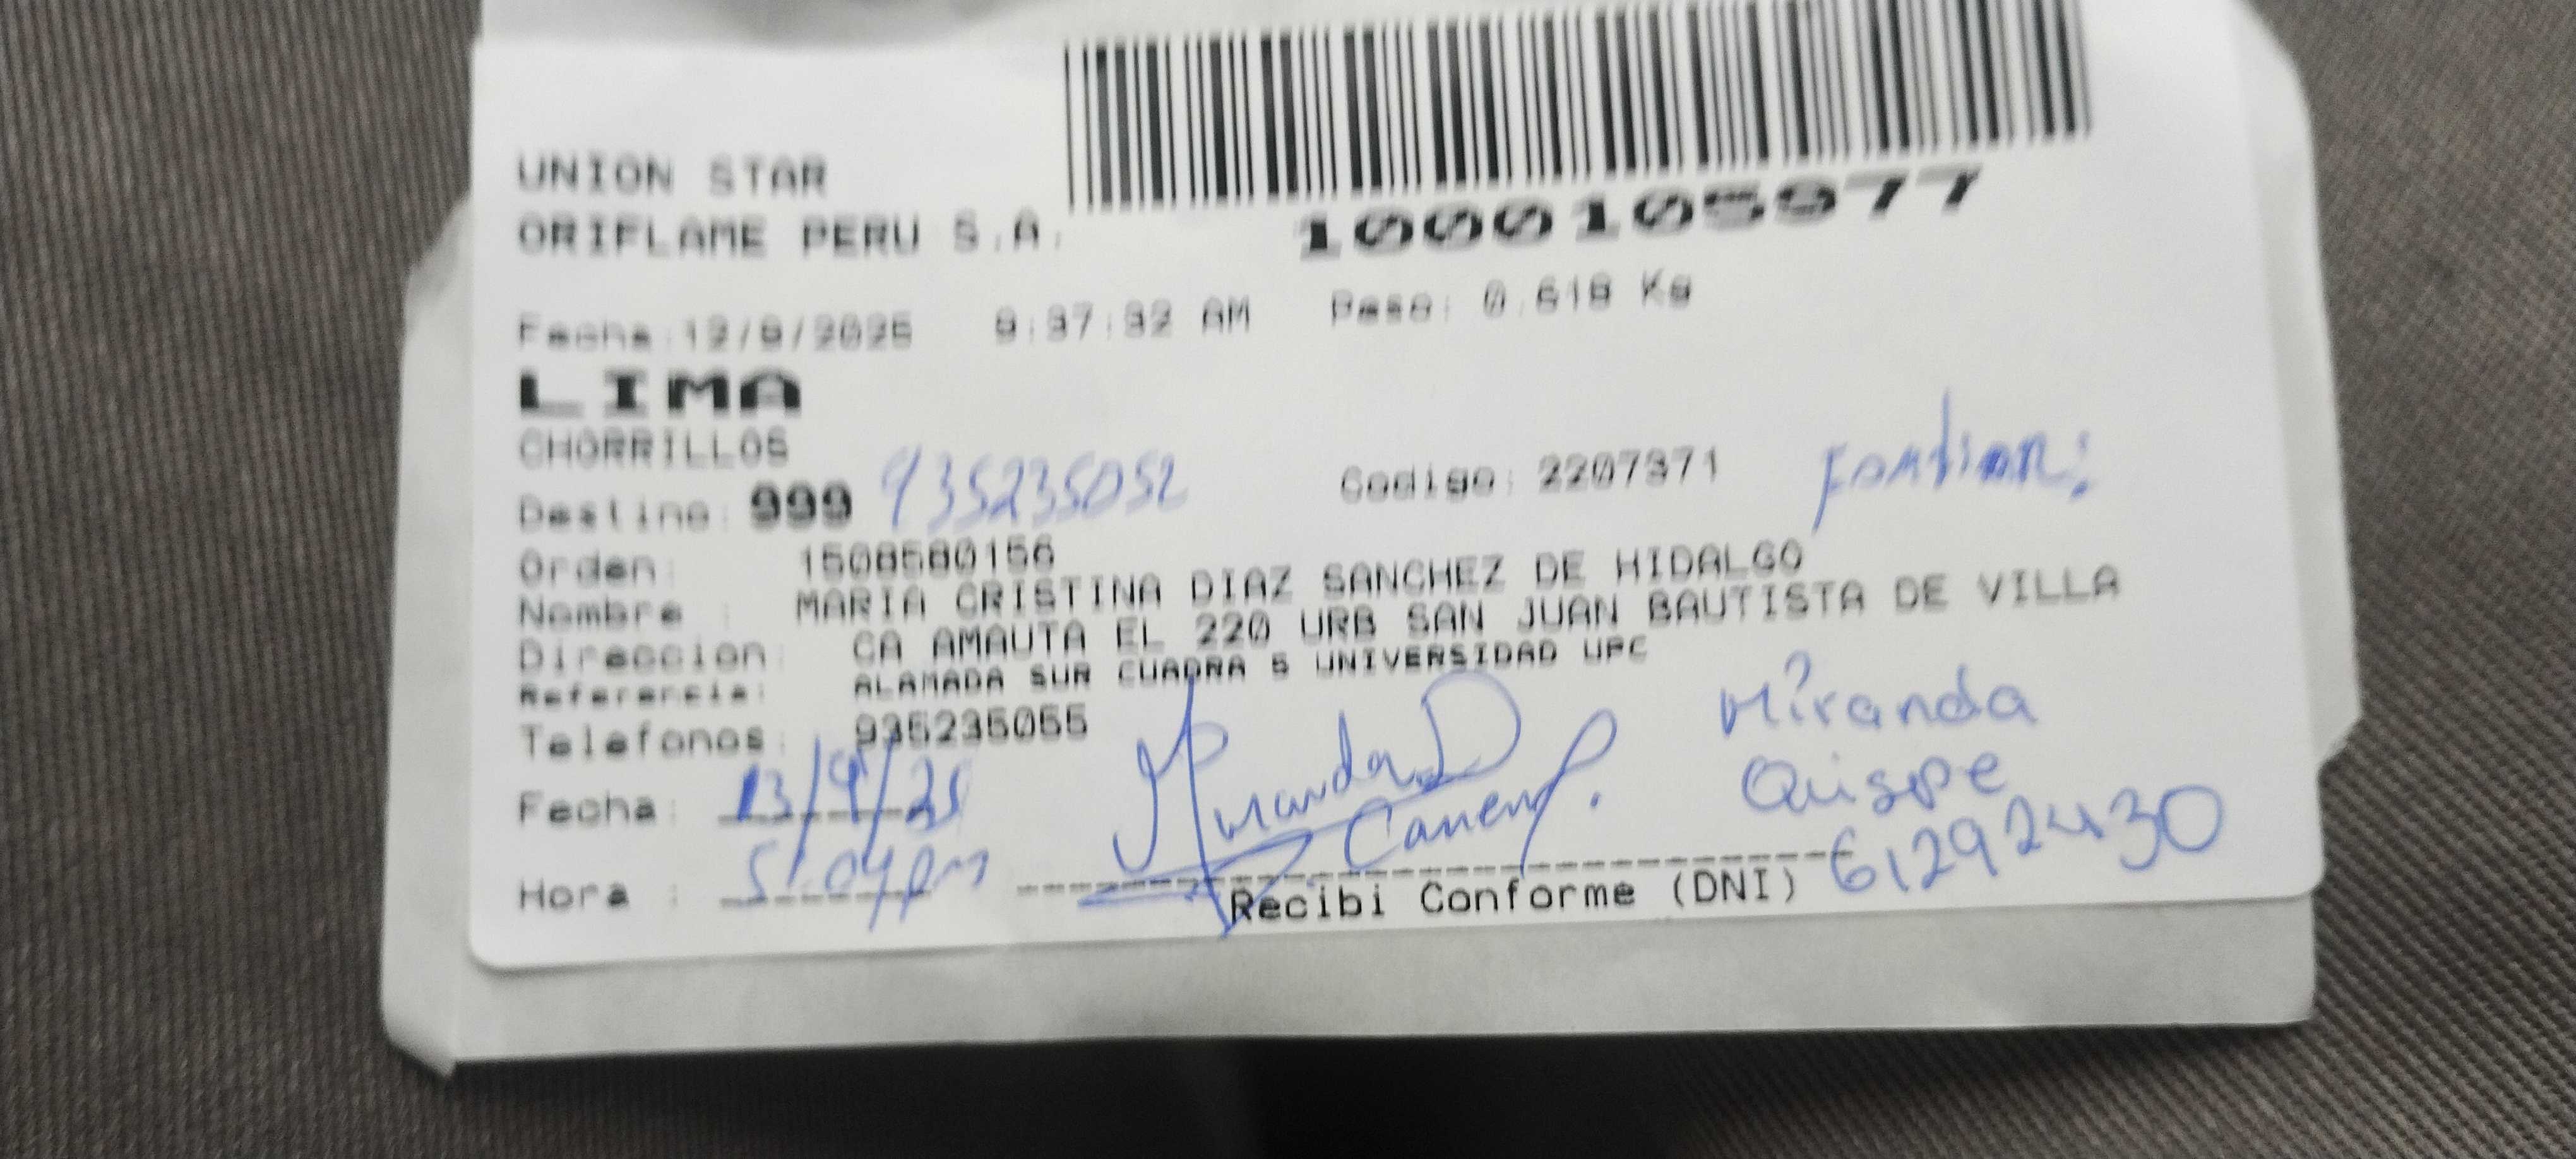 UNION STAR
ORIFLAME PERU S.A.
1000105977
Fecha:12/9/2025 9:37:32 AM Peso: 0.618 Kg
LIMA
CHORRILLOS
Destino: 999 935235052 Codigo: 2207371
Orden: 1508580156
Nombre : MARIA CRISTINA DIAZ SANCHEZ DE HIDALGO
Direccion: CA AMAUTA EL 220 URB SAN JUAN BAUTISTA DE VILLA
Referencia: ALAMADA SUR CUADRA 5 UNIVERSIDAD UPC
Telefonos: 935235055
Miranda
Quispe
Fecha: 13/9/25
Miranda
Hora : 5:04pm
Recibi Conforme (DNI) 61292430